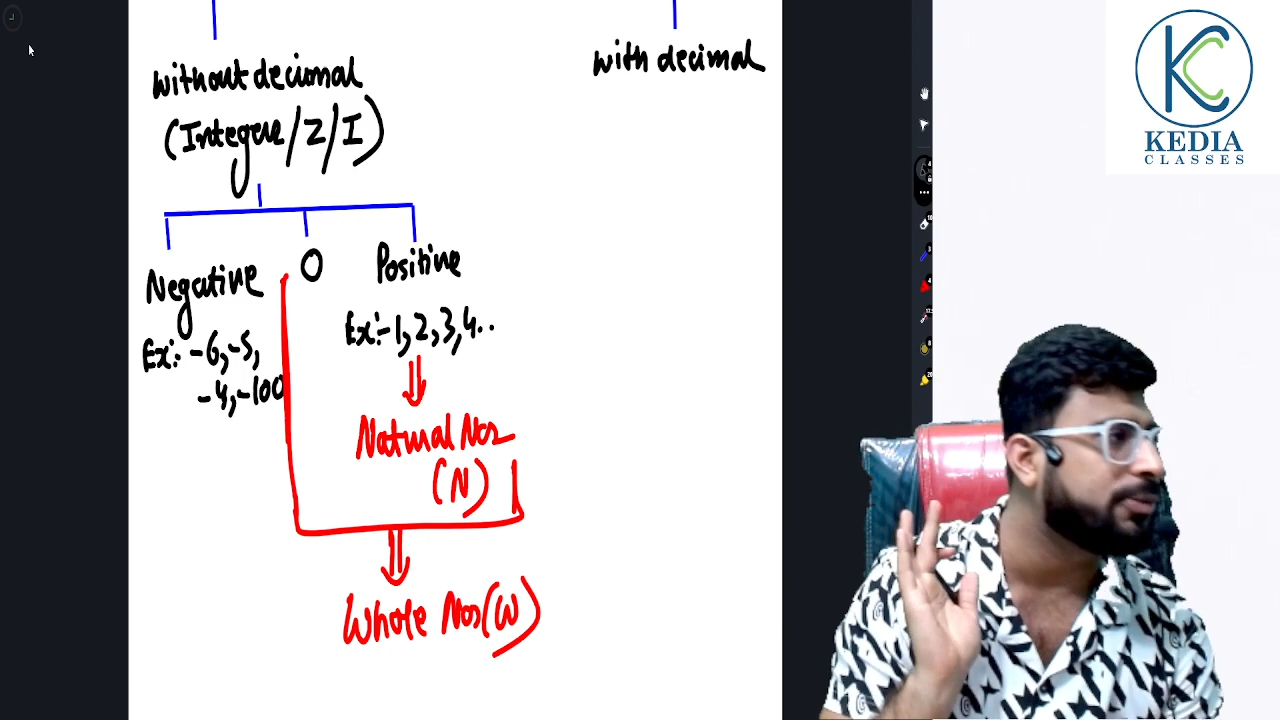 without decimal
with decimal
(Integers/Z/I)
Negative
0
Positive
Ex:- -6, -5,
-4, -100
Ex:- 1, 2, 3, 4..
Natural Nos
(N)
Whole Nos (W)
KC
KEDIA
CLASSES